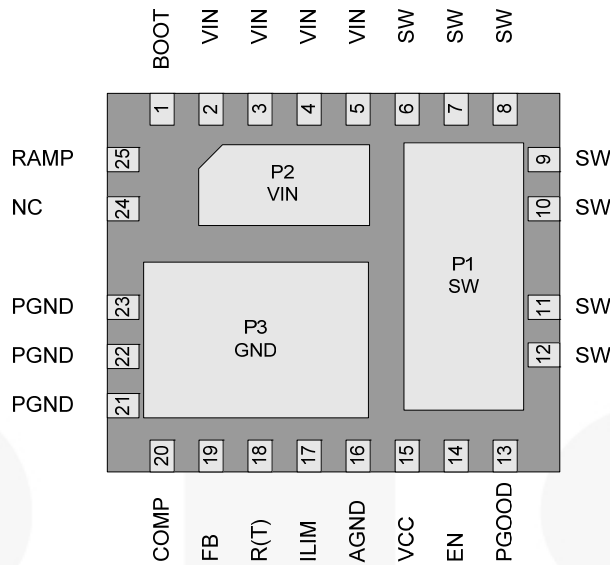 BOOT VIN VIN VIN VIN SW SW SW
1 2 3 4 5 6 7 8
RAMP 25 9 SW
P2
VIN
NC 24 10 SW
P1
SW
PGND 23 11 SW
P3
GND
PGND 22 12 SW
PGND 21
20 19 18 17 16 15 14 13
COMP FB R(T) ILIM AGND VCC EN PGOOD